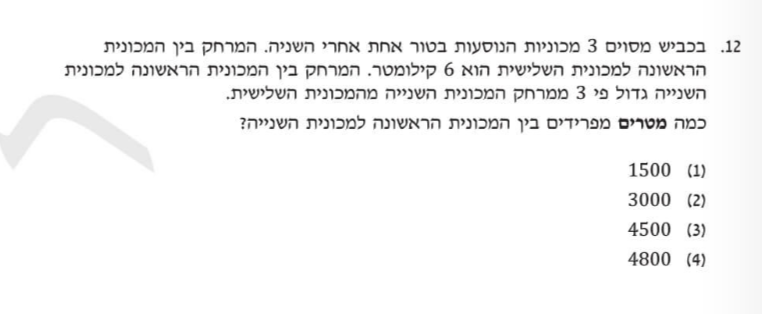 12. בכביש מסוים 3 מכוניות הנוסעות בטור אחת אחרי השניה. המרחק בין המכונית
הראשונה למכונית השלישית הוא 6 קילומטר. המרחק בין המכונית הראשונה למכונית
השנייה גדול פי 3 ממרחק המכונית השנייה מהמכונית השלישית.
כמה מטרים מפרידים בין המכונית הראשונה למכונית השנייה?
(1) 1500
(2) 3000
(3) 4500
(4) 4800